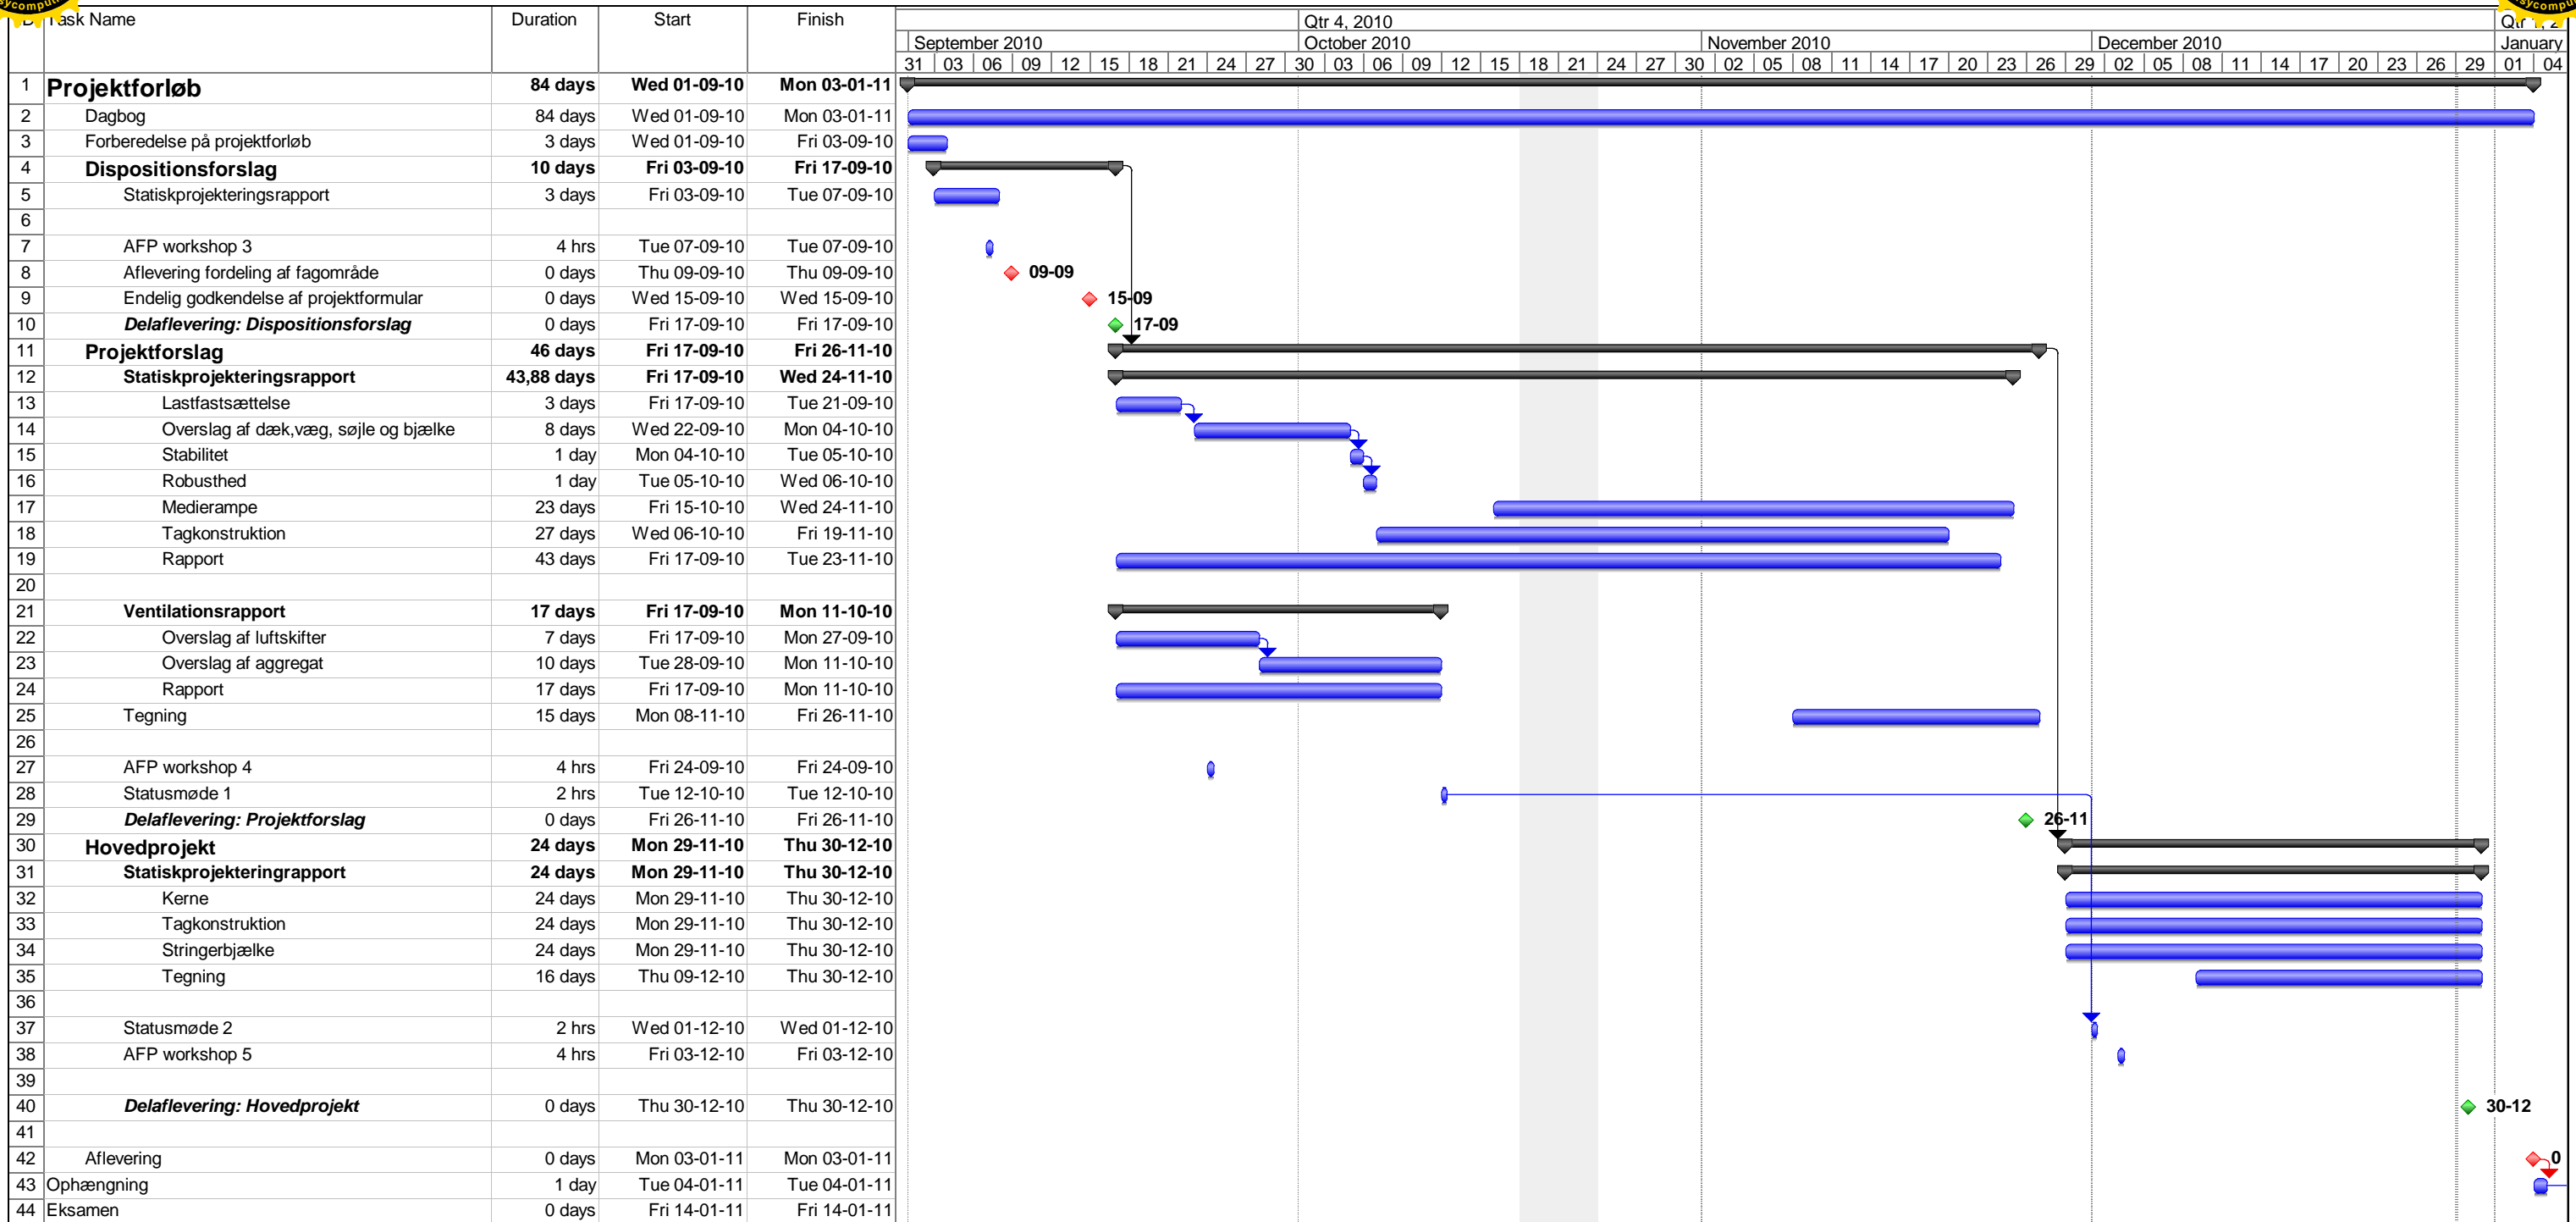 Task Name Duration Start Finish
Qtr 4, 2010
September 2010 October 2010 November 2010 December 2010 January
31 03 06 09 12 15 18 21 24 27 30 03 06 09 12 15 18 21 24 27 30 02 05 08 11 14 17 20 23 26 29 02 05 08 11 14 17 20 23 26 29 01 04
1 Projektforløb 84 days Wed 01-09-10 Mon 03-01-11
2 Dagbog 84 days Wed 01-09-10 Mon 03-01-11
3 Forberedelse på projektforløb 3 days Wed 01-09-10 Fri 03-09-10
4 Dispositionsforslag 10 days Fri 03-09-10 Fri 17-09-10
5 Statiskprojekteringsrapport 3 days Fri 03-09-10 Tue 07-09-10
6
7 AFP workshop 3 4 hrs Tue 07-09-10 Tue 07-09-10
8 Aflevering fordeling af fagområde 0 days Thu 09-09-10 Thu 09-09-10 09-09
9 Endelig godkendelse af projektformular 0 days Wed 15-09-10 Wed 15-09-10 15-09
10 Delaflevering: Dispositionsforslag 0 days Fri 17-09-10 Fri 17-09-10 17-09
11 Projektforslag 46 days Fri 17-09-10 Fri 26-11-10
12 Statiskprojekteringsrapport 43,88 days Fri 17-09-10 Wed 24-11-10
13 Lastfastsættelse 3 days Fri 17-09-10 Tue 21-09-10
14 Overslag af dæk,væg, søjle og bjælke 8 days Wed 22-09-10 Mon 04-10-10
15 Stabilitet 1 day Mon 04-10-10 Tue 05-10-10
16 Robusthed 1 day Tue 05-10-10 Wed 06-10-10
17 Medierampe 23 days Fri 15-10-10 Wed 24-11-10
18 Tagkonstruktion 27 days Wed 06-10-10 Fri 19-11-10
19 Rapport 43 days Fri 17-09-10 Tue 23-11-10
20
21 Ventilationsrapport 17 days Fri 17-09-10 Mon 11-10-10
22 Overslag af luftskifter 7 days Fri 17-09-10 Mon 27-09-10
23 Overslag af aggregat 10 days Tue 28-09-10 Mon 11-10-10
24 Rapport 17 days Fri 17-09-10 Mon 11-10-10
25 Tegning 15 days Mon 08-11-10 Fri 26-11-10
26
27 AFP workshop 4 4 hrs Fri 24-09-10 Fri 24-09-10
28 Statusmøde 1 2 hrs Tue 12-10-10 Tue 12-10-10
29 Delaflevering: Projektforslag 0 days Fri 26-11-10 Fri 26-11-10 26-11
30 Hovedprojekt 24 days Mon 29-11-10 Thu 30-12-10
31 Statiskprojekteringrapport 24 days Mon 29-11-10 Thu 30-12-10
32 Kerne 24 days Mon 29-11-10 Thu 30-12-10
33 Tagkonstruktion 24 days Mon 29-11-10 Thu 30-12-10
34 Stringerbjælke 24 days Mon 29-11-10 Thu 30-12-10
35 Tegning 16 days Thu 09-12-10 Thu 30-12-10
36
37 Statusmøde 2 2 hrs Wed 01-12-10 Wed 01-12-10
38 AFP workshop 5 4 hrs Fri 03-12-10 Fri 03-12-10
39
40 Delaflevering: Hovedprojekt 0 days Thu 30-12-10 Thu 30-12-10 30-12
41
42 Aflevering 0 days Mon 03-01-11 Mon 03-01-11 0
43 Ophængning 1 day Tue 04-01-11 Tue 04-01-11
44 Eksamen 0 days Fri 14-01-11 Fri 14-01-11